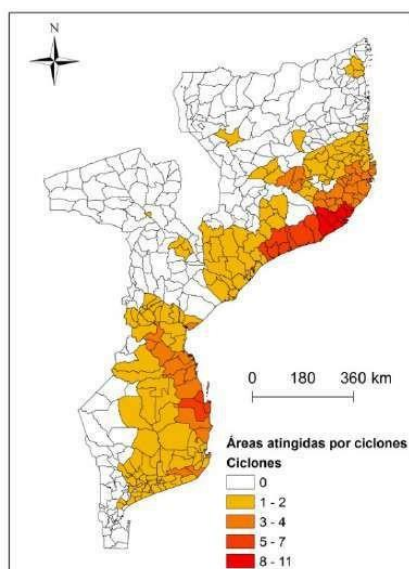 N
0 180 360 km
Áreas atingidas por ciclones
Ciclones
0
1 - 2
3 - 4
5 - 7
8 - 11